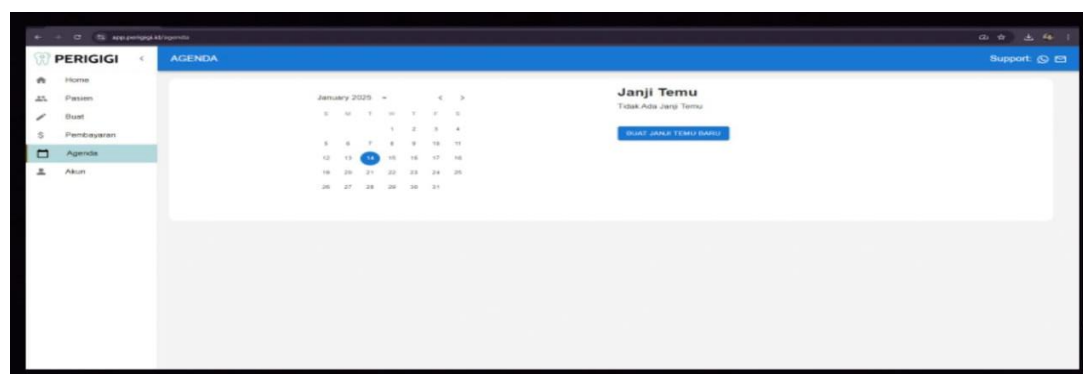 app.perigigi.id/agenda
PERIGIGI
AGENDA
Support:
Home
Pasien
Buat
Pembayaran
Agenda
Akun
January 2025
S M T W T F S
1 2 3 4
5 6 7 8 9 10 11
12 13 14 15 16 17 18
19 20 21 22 23 24 25
26 27 28 29 30 31
Janji Temu
Tidak Ada Janji Temu
BUAT JANJI TEMU BARU